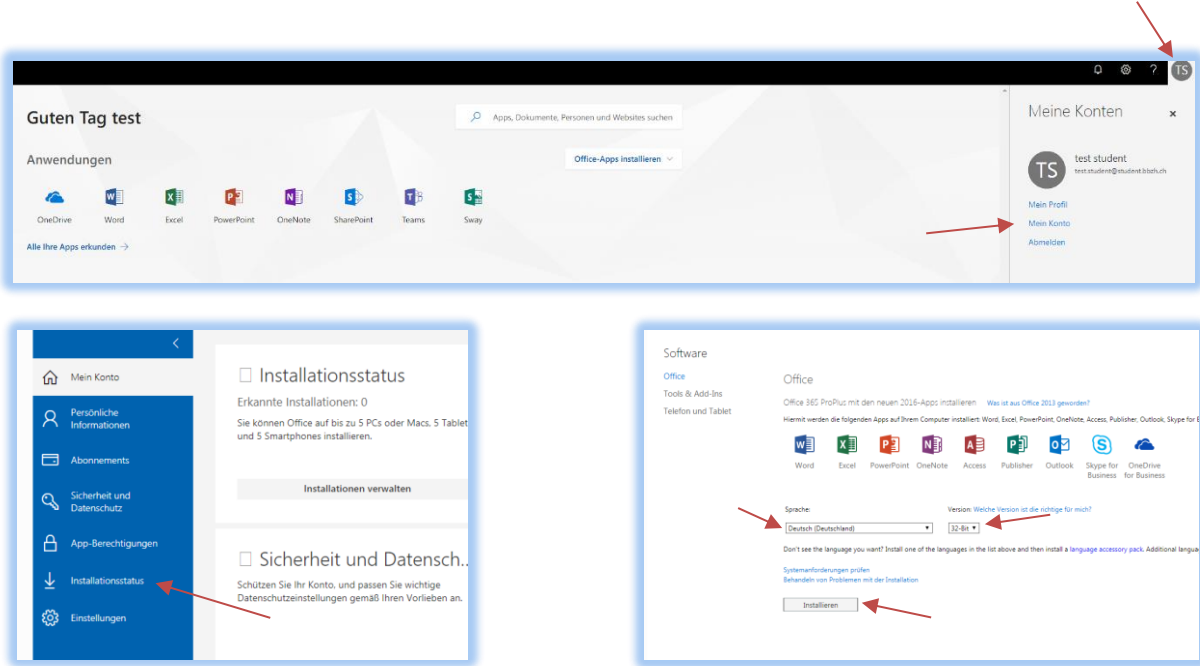 TS
Guten Tag test
Apps, Dokumente, Personen und Websites suchen
Anwendungen
Office-Apps installieren
OneDrive Word Excel PowerPoint OneNote SharePoint Teams Sway
Alle Ihre Apps erkunden →
Meine Konten
TS
test student
test.student@student.bbzh.ch
Mein Profil
Mein Konto
Abmelden
Mein Konto
Persönliche
Informationen
Abonnements
Sicherheit und
Datenschutz
App-Berechtigungen
Installationsstatus
Einstellungen
Installationsstatus
Erkannte Installationen: 0
Sie können Office auf bis zu 5 PCs oder Macs, 5 Tablet
und 5 Smartphones installieren.
Installationen verwalten
Sicherheit und Datensch..
Schützen Sie Ihr Konto, und passen Sie wichtige
Datenschutzeinstellungen gemäß Ihren Vorlieben an.
Software
Office
Tools & Add-Ins
Telefon und Tablet
Office
Office 365 ProPlus mit den neuen 2016-Apps installieren Was ist aus Office 2013 geworden?
Hiermit werden die folgenden Apps auf Ihrem Computer installiert: Word, Excel, PowerPoint, OneNote, Access, Publisher, Outlook, Skype for B
Word Excel PowerPoint OneNote Access Publisher Outlook Skype for Business OneDrive for Business
Sprache:
Version: Welche Version ist die richtige für mich?
Deutsch (Deutschland)
32-Bit
Don't see the language you want? Install one of the languages in the list above and then install a language accessory pack. Additional langua
Systemanforderungen prüfen
Behandeln von Problemen mit der Installation
Installieren